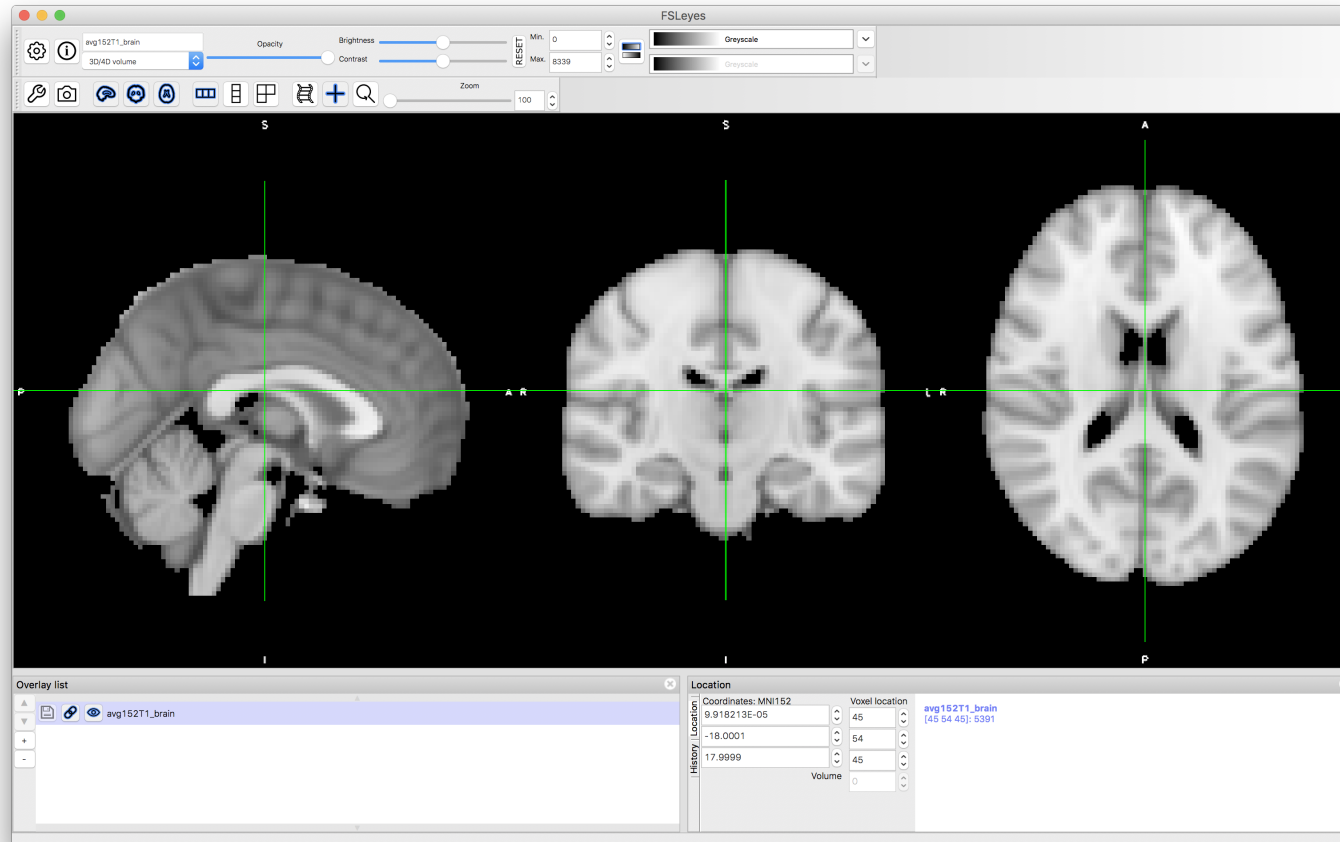 FSLeyes
avg152T1_brain
3D/4D volume
Opacity
Brightness
Contrast
RESET
Min. 0
Max. 8339
Greyscale
Greyscale
Zoom
100
S
S
A
P
A R
L R
I
I
P
Overlay list
avg152T1_brain
+
-
Location
Location
History
Coordinates: MNI152
Voxel location
9.918213E-05
45
-18.0001
54
17.9999
45
Volume
0
avg152T1_brain
[45 54 45]: 5391